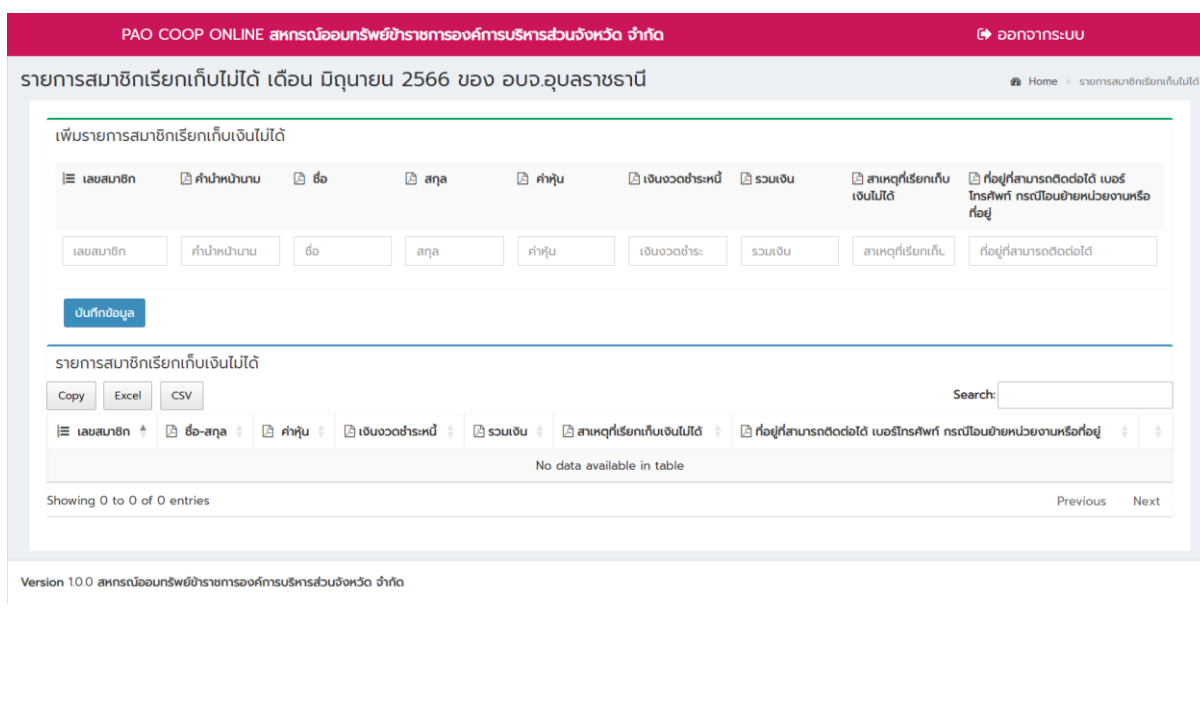 PAO COOP ONLINE สหกรณ์ออมทรัพย์ข้าราชการองค์การบริหารส่วนจังหวัด จำกัด ออกจากระบบ
รายการสมาชิกเรียกเก็บไม่ได้ เดือน มิถุนายน 2566 ของ อบจ.อุบลราชธานี
Home > รายการสมาชิกเรียกเก็บไม่ได้
เพิ่มรายการสมาชิกเรียกเก็บเงินไม่ได้
เลขสมาชิก คำนำหน้านาม ชื่อ สกุล ค่าหุ้น เงินงวดชำระหนี้ รวมเงิน สาเหตุที่เรียกเก็บ ที่อยู่ที่สามารถติดต่อได้ เบอร์
เงินไม่ได้ โทรศัพท์ กรณีโอนย้ายหน่วยงานหรือ
ที่อยู่
เลขสมาชิก คำนำหน้านาม ชื่อ สกุล ค่าหุ้น เงินงวดชำระ รวมเงิน สาเหตุที่เรียกเก็บ ที่อยู่ที่สามารถติดต่อได้
บันทึกข้อมูล
รายการสมาชิกเรียกเก็บเงินไม่ได้
Copy Excel CSV Search:
เลขสมาชิก ชื่อ-สกุล ค่าหุ้น เงินงวดชำระหนี้ รวมเงิน สาเหตุที่เรียกเก็บเงินไม่ได้ ที่อยู่ที่สามารถติดต่อได้ เบอร์โทรศัพท์ กรณีโอนย้ายหน่วยงานหรือที่อยู่
No data available in table
Showing 0 to 0 of 0 entries Previous Next
Version 1.0.0 สหกรณ์ออมทรัพย์ข้าราชการองค์การบริหารส่วนจังหวัด จำกัด